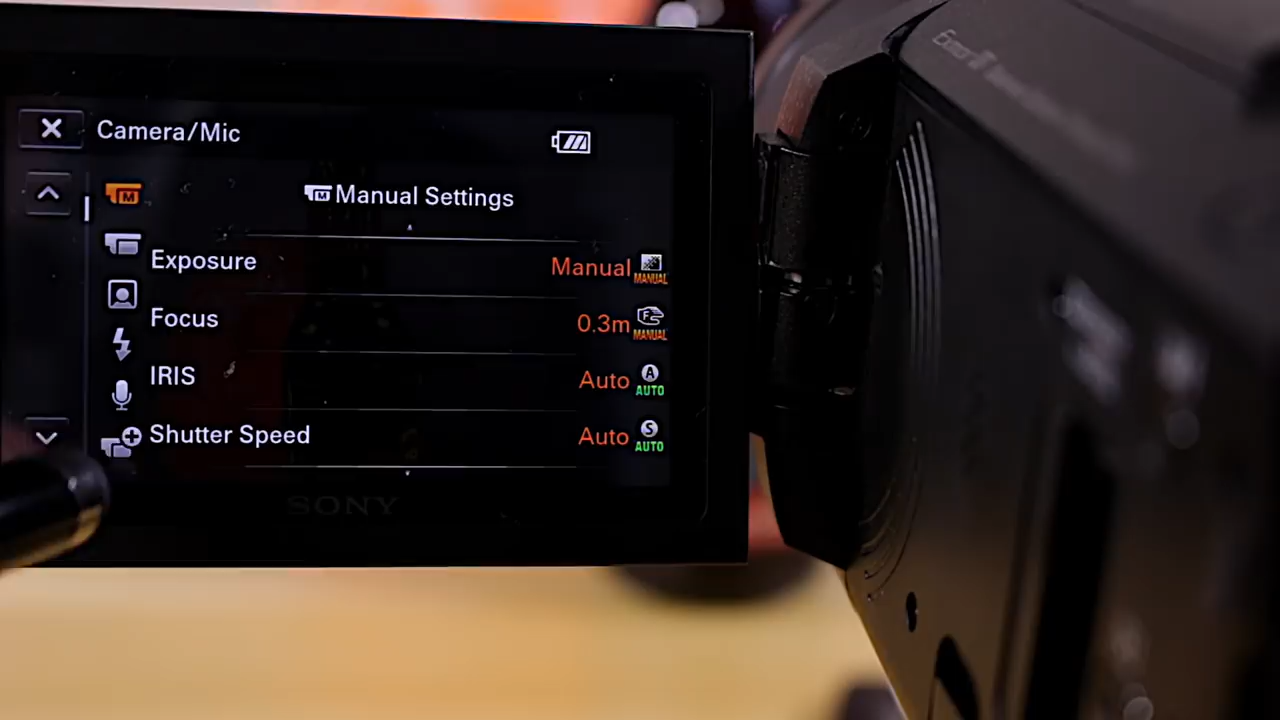 Camera/Mic
Manual Settings
Exposure Manual MANUAL
Focus 0.3m F MANUAL
IRIS Auto A AUTO
Shutter Speed Auto S AUTO
SONY